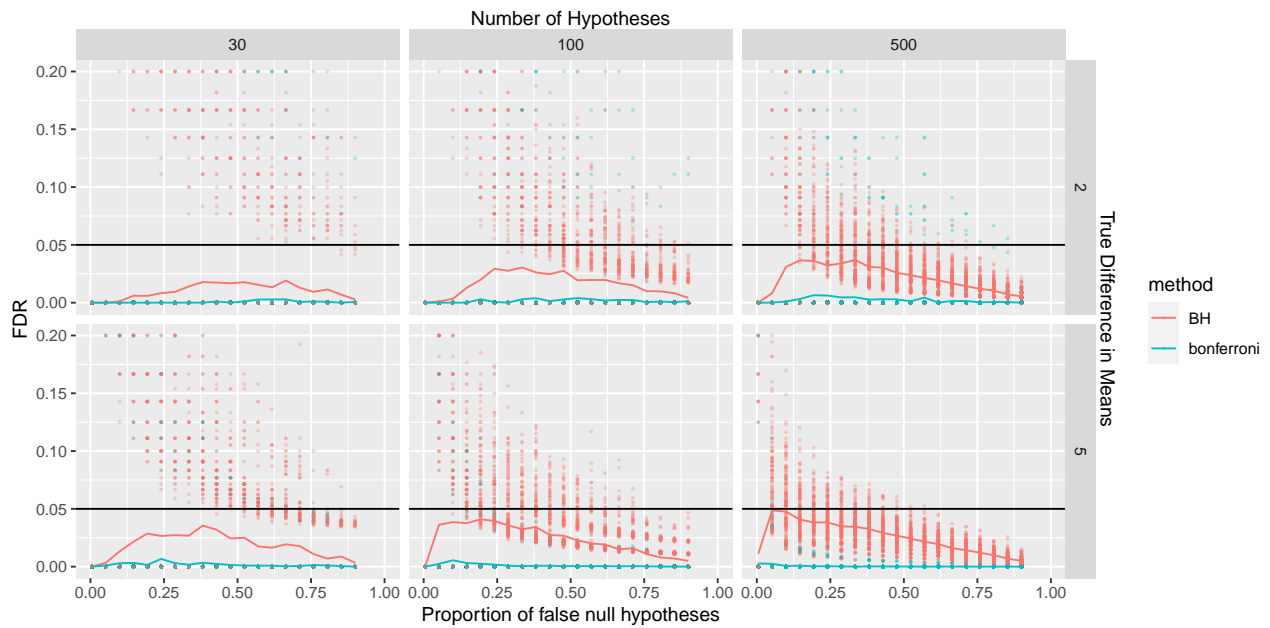 Number of Hypotheses
30 100 500
0.20
0.15
0.10
0.05
0.00
2
FDR
True Difference in Means
0.20
0.15
0.10
0.05
0.00
5
0.00 0.25 0.50 0.75 1.00 0.00 0.25 0.50 0.75 1.00 0.00 0.25 0.50 0.75 1.00
Proportion of false null hypotheses
method
BH
bonferroni